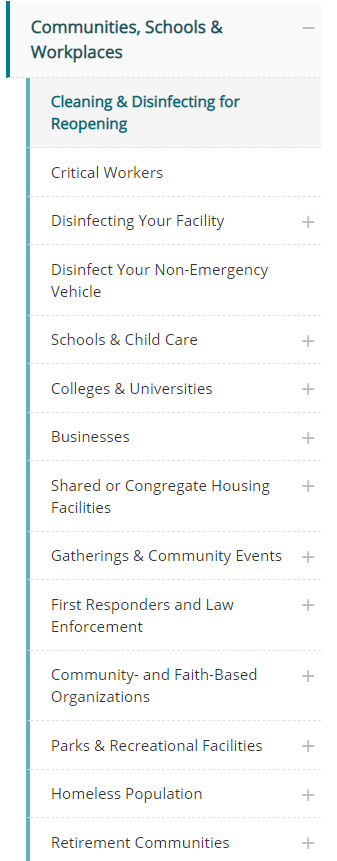 Communities, Schools &
Workplaces
Cleaning & Disinfecting for
Reopening
Critical Workers
Disinfecting Your Facility
Disinfect Your Non-Emergency
Vehicle
Schools & Child Care
Colleges & Universities
Businesses
Shared or Congregate Housing
Facilities
Gatherings & Community Events
First Responders and Law
Enforcement
Community- and Faith-Based
Organizations
Parks & Recreational Facilities
Homeless Population
Retirement Communities